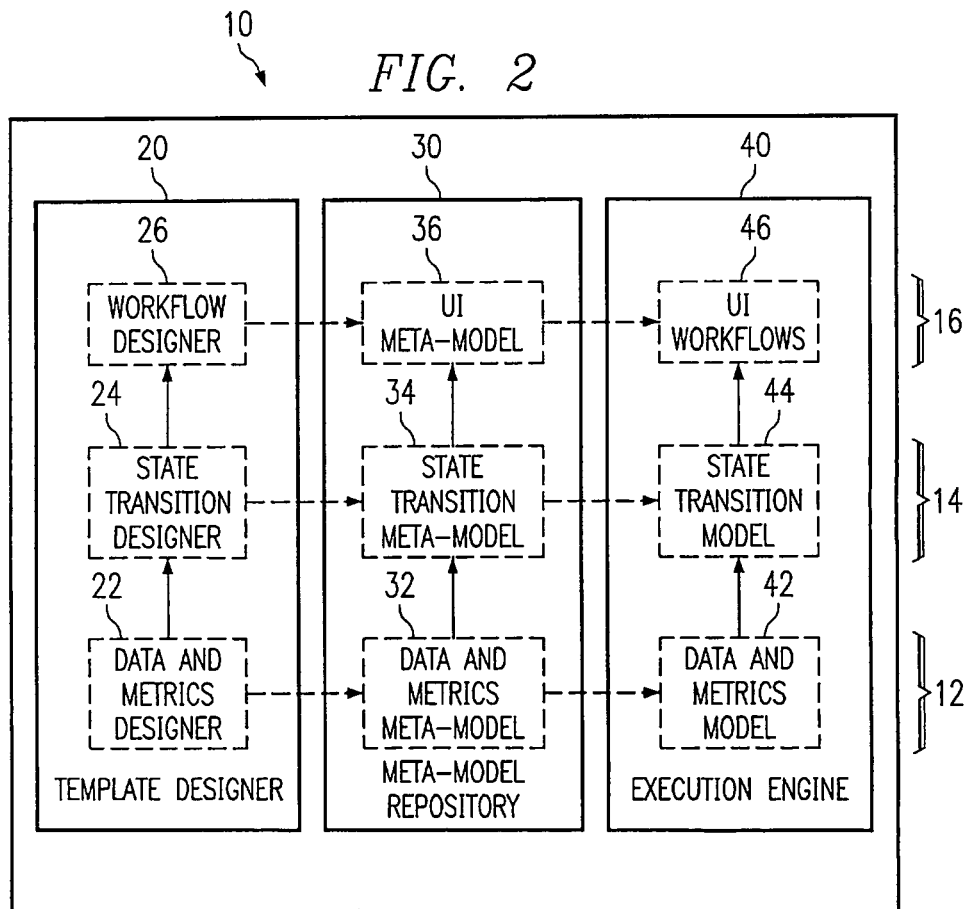 10
FIG. 2
20
30
40
26
36
46
WORKFLOW
DESIGNER
UI
META-MODEL
UI
WORKFLOWS
16
24
34
44
STATE
TRANSITION
DESIGNER
STATE
TRANSITION
META-MODEL
STATE
TRANSITION
MODEL
14
22
32
42
DATA AND
METRICS
DESIGNER
DATA AND
METRICS
META-MODEL
DATA AND
METRICS
MODEL
12
TEMPLATE DESIGNER
META-MODEL
REPOSITORY
EXECUTION ENGINE